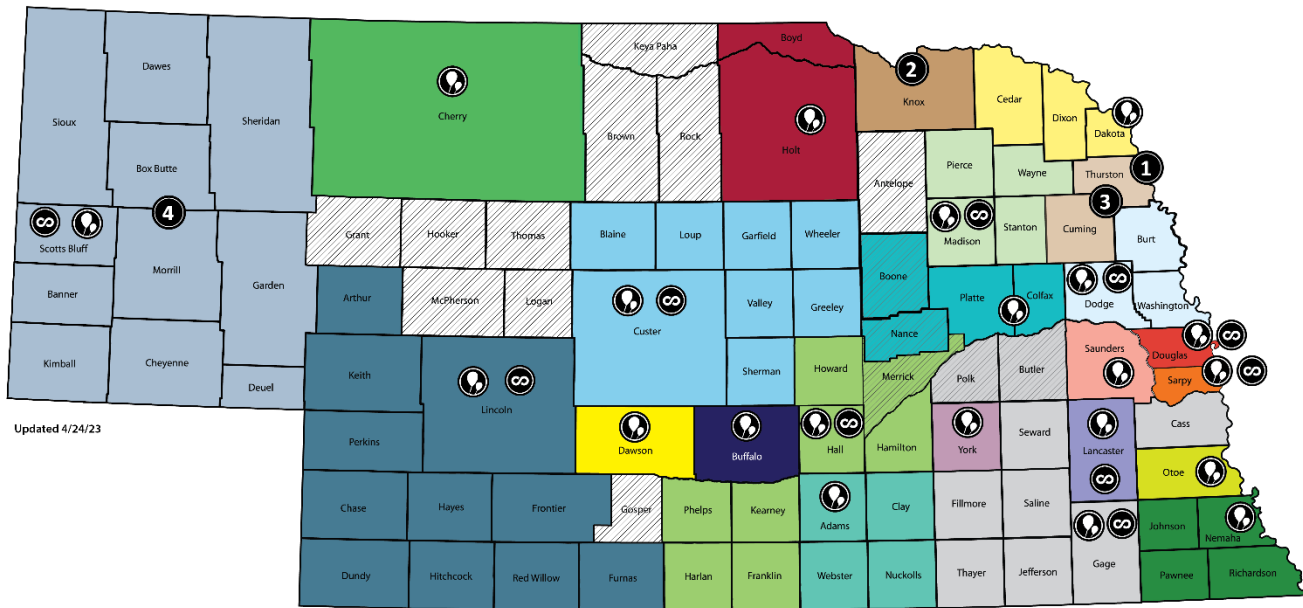 Keya Paha
Boyd
Dawes
2
Cherry
Knox
Cedar
Sioux
Sheridan
Dixon
Brown
Rock
Holt
Dakota
Box Butte
Pierce
Wayne
Thurston
1
Antelope
4
3
Scotts Bluff
Grant
Hooker
Thomas
Blaine
Loup
Garfield
Wheeler
Madison
Stanton
Cuming
Burt
Morrill
Garden
Boone
Banner
Arthur
McPherson
Logan
Custer
Valley
Greeley
Platte
Colfax
Dodge
Washington
Nance
Kimball
Cheyenne
Keith
Sherman
Howard
Merrick
Polk
Butler
Saunders
Douglas
Deuel
Lincoln
Sarpy
Updated 4/24/23
Perkins
Dawson
Buffalo
Hall
Hamilton
York
Seward
Lancaster
Cass
Otoe
Chase
Hayes
Frontier
Gosper
Phelps
Kearney
Adams
Clay
Fillmore
Saline
Johnson
Nemaha
Gage
Dundy
Hitchcock
Red Willow
Furnas
Harlan
Franklin
Webster
Nuckolls
Thayer
Jefferson
Pawnee
Richardson